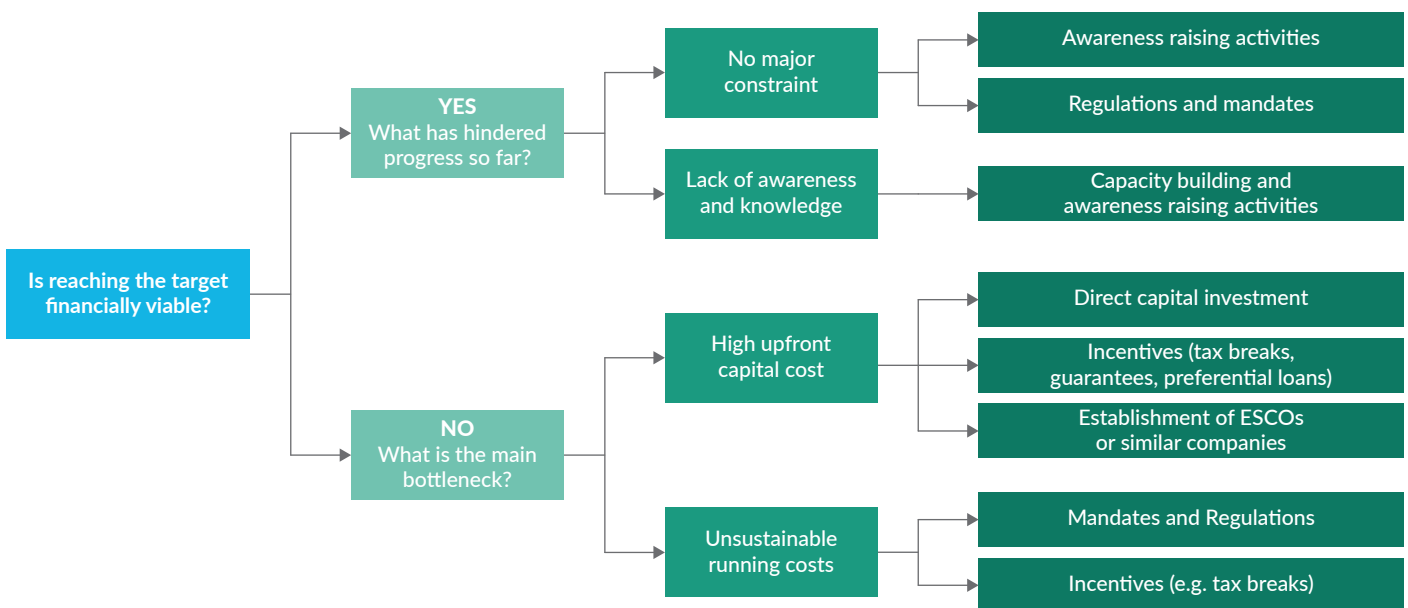 Is reaching the target
financially viable?
YES
What has hindered
progress so far?
No major
constraint
Awareness raising activities
Regulations and mandates
Lack of awareness
and knowledge
Capacity building and
awareness raising activities
NO
What is the main
bottleneck?
High upfront
capital cost
Direct capital investment
Incentives (tax breaks,
guarantees, preferential loans)
Establishment of ESCOs
or similar companies
Unsustainable
running costs
Mandates and Regulations
Incentives (e.g. tax breaks)